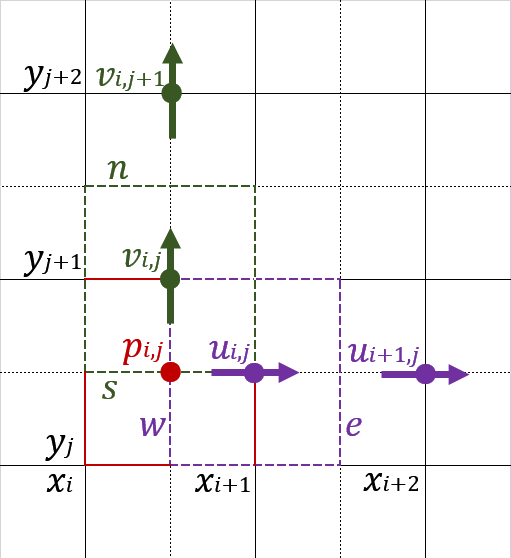 y_{j+2} v_{i,j+1}
n
y_{j+1} v_{i,j}
p_{i,j} u_{i,j} u_{i+1,j}
s
w e
y_j
x_i x_{i+1} x_{i+2}